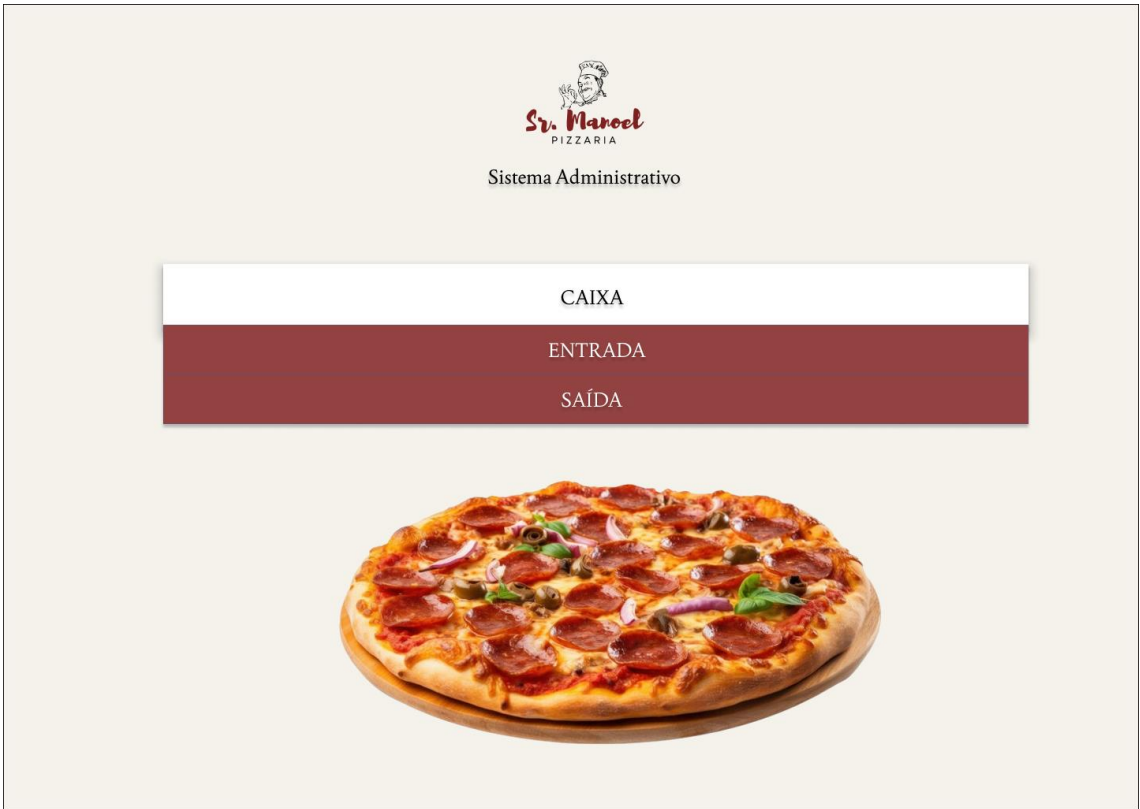 Sr. Manoel
PIZZARIA
Sistema Administrativo
CAIXA
ENTRADA
SAÍDA